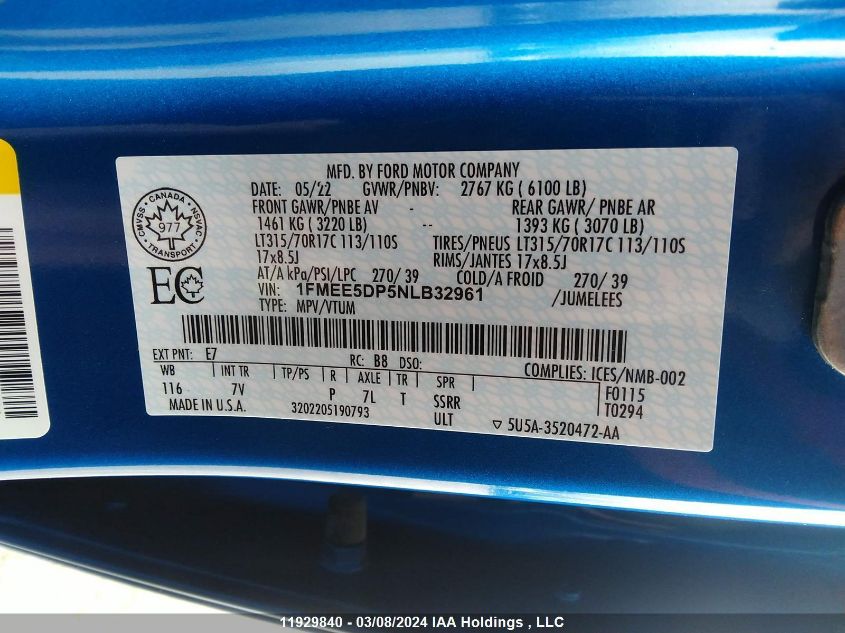 MFD. BY FORD MOTOR COMPANY
DATE: 05/22 GVWR/PNBV: 2767 KG ( 6100 LB)
FRONT GAWR/PNBE AV - REAR GAWR/ PNBE AR
1461 KG ( 3220 LB) -- 1393 KG ( 3070 LB)
LT315/70R17C 113/110S TIRES/PNEUS LT315/70R17C 113/110S
17x8.5J RIMS/JANTES 17x8.5J
AT/A kPa/PSI/LPC 270/ 39 COLD/A FROID 270/ 39
VIN: 1FMEE5DP5NLB32961 /JUMELEES
TYPE: MPV/VTUM
CANADA
CMVSS
NSVAC
977
TRANSPORT
EC
EXT PNT: E7 RC: B8 DSO: COMPLIES: ICES/NMB-002
WB INT TR TP/PS R AXLE TR SPR F0115
116 7V P 7L T SSRR T0294
MADE IN U.S.A. 3202205190793 ULT ▽ 5U5A-3520472-AA
11929840 - 03/08/2024 IAA Holdings , LLC